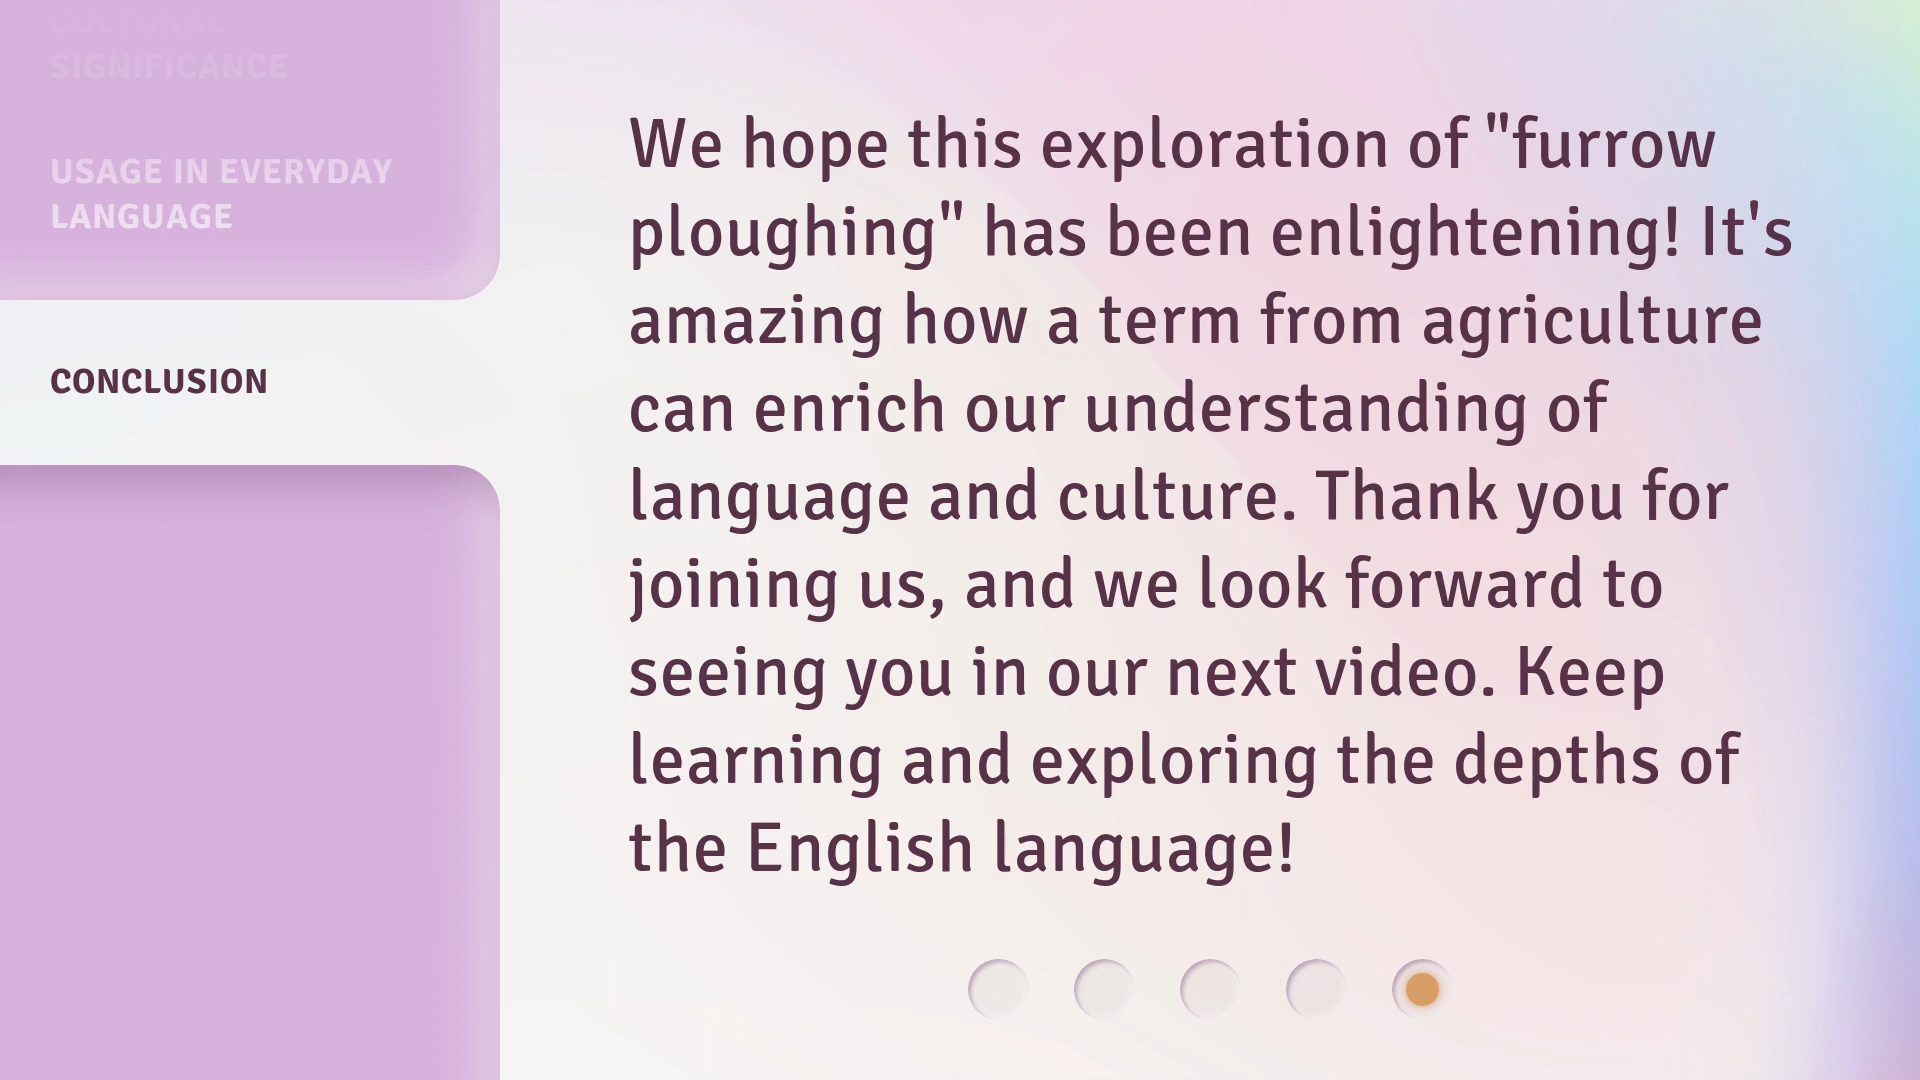 CULTURAL
SIGNIFICANCE
USAGE IN EVERYDAY
LANGUAGE
CONCLUSION
We hope this exploration of "furrow
ploughing" has been enlightening! It's
amazing how a term from agriculture
can enrich our understanding of
language and culture. Thank you for
joining us, and we look forward to
seeing you in our next video. Keep
learning and exploring the depths of
the English language!